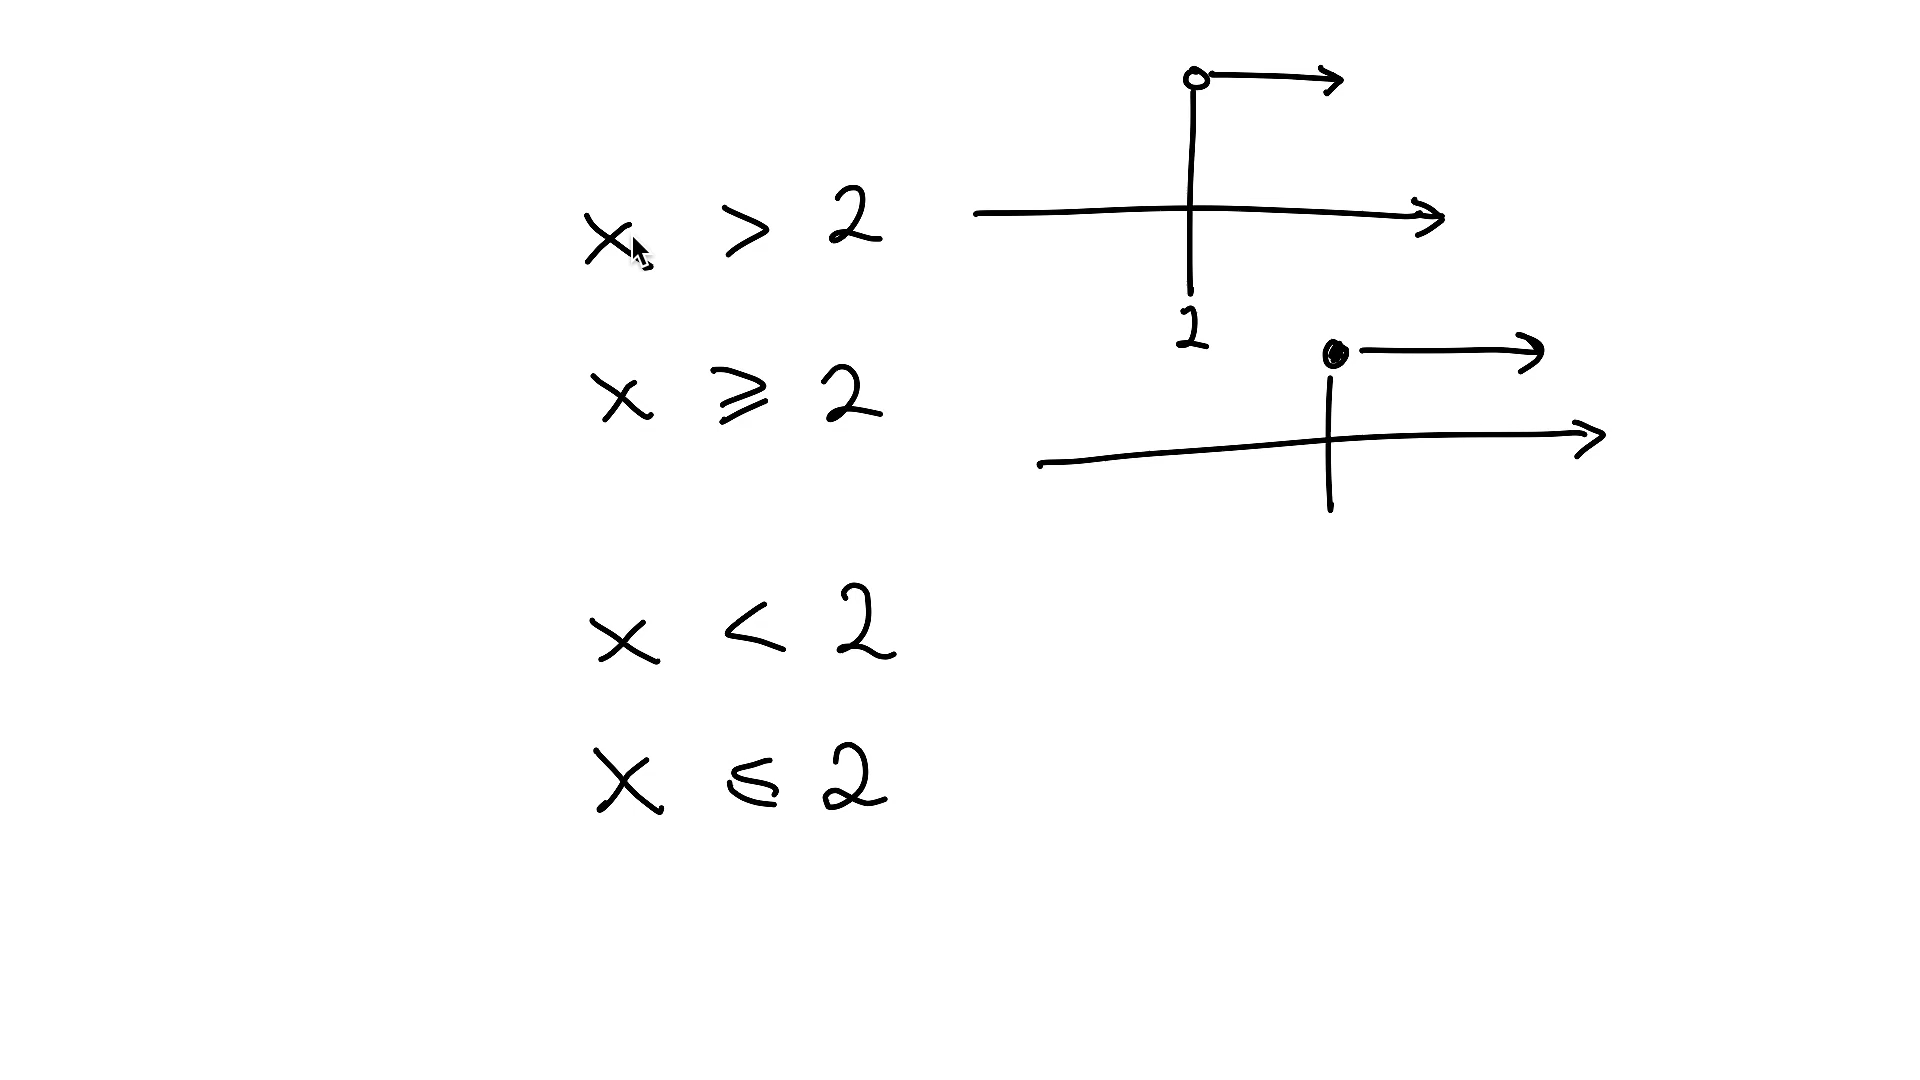 x > 2
2
x ≥ 2
x < 2
x ≤ 2